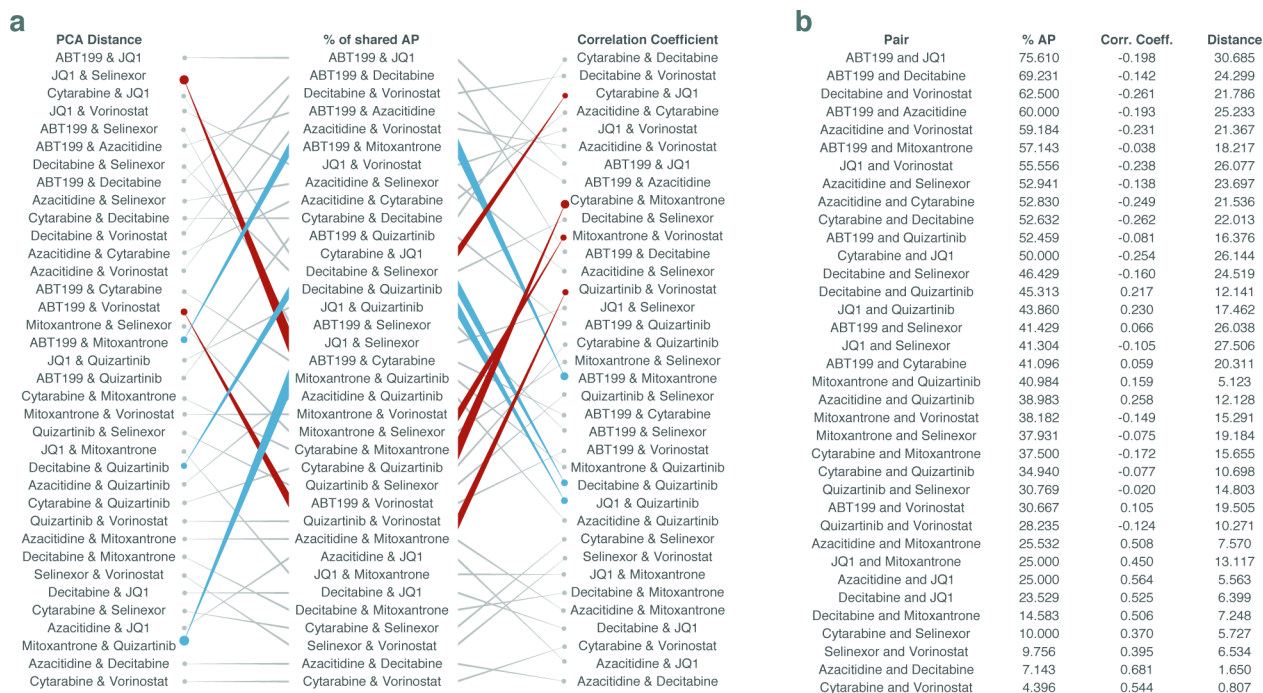 a
PCA Distance
ABT199 & JQ1
JQ1 & Selinexor
Cytarabine & JQ1
JQ1 & Vorinostat
ABT199 & Selinexor
ABT199 & Azacitidine
Decitabine & Selinexor
ABT199 & Decitabine
Azacitidine & Selinexor
Cytarabine & Decitabine
Decitabine & Vorinostat
Azacitidine & Cytarabine
Azacitidine & Vorinostat
ABT199 & Cytarabine
ABT199 & Vorinostat
Mitoxantrone & Selinexor
ABT199 & Mitoxantrone
JQ1 & Quizartinib
ABT199 & Quizartinib
Cytarabine & Mitoxantrone
Mitoxantrone & Vorinostat
Quizartinib & Selinexor
JQ1 & Mitoxantrone
Decitabine & Quizartinib
Azacitidine & Quizartinib
Cytarabine & Quizartinib
Quizartinib & Vorinostat
Azacitidine & Mitoxantrone
Decitabine & Mitoxantrone
Selinexor & Vorinostat
Decitabine & JQ1
Cytarabine & Selinexor
Azacitidine & JQ1
Mitoxantrone & Quizartinib
Azacitidine & Decitabine
Cytarabine & Vorinostat
% of shared AP
ABT199 & JQ1
ABT199 & Decitabine
Decitabine & Vorinostat
ABT199 & Azacitidine
Azacitidine & Vorinostat
ABT199 & Mitoxantrone
JQ1 & Vorinostat
Azacitidine & Selinexor
Azacitidine & Cytarabine
Cytarabine & Decitabine
ABT199 & Quizartinib
Cytarabine & JQ1
Decitabine & Selinexor
Decitabine & Quizartinib
JQ1 & Quizartinib
ABT199 & Selinexor
JQ1 & Selinexor
ABT199 & Cytarabine
Mitoxantrone & Quizartinib
Azacitidine & Quizartinib
Mitoxantrone & Vorinostat
Mitoxantrone & Selinexor
Cytarabine & Mitoxantrone
Cytarabine & Quizartinib
Quizartinib & Selinexor
ABT199 & Vorinostat
Quizartinib & Vorinostat
Azacitidine & Mitoxantrone
Azacitidine & JQ1
JQ1 & Mitoxantrone
Decitabine & JQ1
Decitabine & Mitoxantrone
Cytarabine & Selinexor
Selinexor & Vorinostat
Azacitidine & Decitabine
Cytarabine & Vorinostat
Correlation Coefficient
Cytarabine & Decitabine
Decitabine & Vorinostat
Cytarabine & JQ1
Azacitidine & Cytarabine
JQ1 & Vorinostat
Azacitidine & Vorinostat
ABT199 & JQ1
ABT199 & Azacitidine
Cytarabine & Mitoxantrone
Decitabine & Selinexor
Mitoxantrone & Vorinostat
ABT199 & Decitabine
Azacitidine & Selinexor
Quizartinib & Vorinostat
JQ1 & Selinexor
ABT199 & Quizartinib
Cytarabine & Quizartinib
Mitoxantrone & Selinexor
ABT199 & Mitoxantrone
Quizartinib & Selinexor
ABT199 & Cytarabine
ABT199 & Selinexor
ABT199 & Vorinostat
Mitoxantrone & Quizartinib
Decitabine & Quizartinib
JQ1 & Quizartinib
Azacitidine & Quizartinib
Cytarabine & Selinexor
Selinexor & Vorinostat
JQ1 & Mitoxantrone
Decitabine & Mitoxantrone
Azacitidine & Mitoxantrone
Decitabine & JQ1
Cytarabine & Vorinostat
Azacitidine & JQ1
Azacitidine & Decitabine
b
Pair % AP Corr. Coeff. Distance
ABT199 and JQ1 75.610 -0.198 30.685
ABT199 and Decitabine 69.231 -0.142 24.299
Decitabine and Vorinostat 62.500 -0.261 21.786
ABT199 and Azacitidine 60.000 -0.193 25.233
Azacitidine and Vorinostat 59.184 -0.231 21.367
ABT199 and Mitoxantrone 57.143 -0.038 18.217
JQ1 and Vorinostat 55.556 -0.238 26.077
Azacitidine and Selinexor 52.941 -0.138 23.697
Azacitidine and Cytarabine 52.830 -0.249 21.536
Cytarabine and Decitabine 52.632 -0.262 22.013
ABT199 and Quizartinib 52.459 -0.081 16.376
Cytarabine and JQ1 50.000 -0.254 26.144
Decitabine and Selinexor 46.429 -0.160 24.519
Decitabine and Quizartinib 45.313 0.217 12.141
JQ1 and Quizartinib 43.860 0.230 17.462
ABT199 and Selinexor 41.429 0.066 26.038
JQ1 and Selinexor 41.304 -0.105 27.506
ABT199 and Cytarabine 41.096 0.059 20.311
Mitoxantrone and Quizartinib 40.984 0.159 5.123
Azacitidine and Quizartinib 38.983 0.258 12.128
Mitoxantrone and Vorinostat 38.182 -0.149 15.291
Mitoxantrone and Selinexor 37.931 -0.075 19.184
Cytarabine and Mitoxantrone 37.500 -0.172 15.655
Cytarabine and Quizartinib 34.940 -0.077 10.698
Quizartinib and Selinexor 30.769 -0.020 14.803
ABT199 and Vorinostat 30.667 0.105 19.505
Quizartinib and Vorinostat 28.235 -0.124 10.271
Azacitidine and Mitoxantrone 25.532 0.508 7.570
JQ1 and Mitoxantrone 25.000 0.450 13.117
Azacitidine and JQ1 25.000 0.564 5.563
Decitabine and JQ1 23.529 0.525 6.399
Decitabine and Mitoxantrone 14.583 0.506 7.248
Cytarabine and Selinexor 10.000 0.370 5.727
Selinexor and Vorinostat 9.756 0.395 6.534
Azacitidine and Decitabine 7.143 0.681 1.650
Cytarabine and Vorinostat 4.396 0.544 0.807